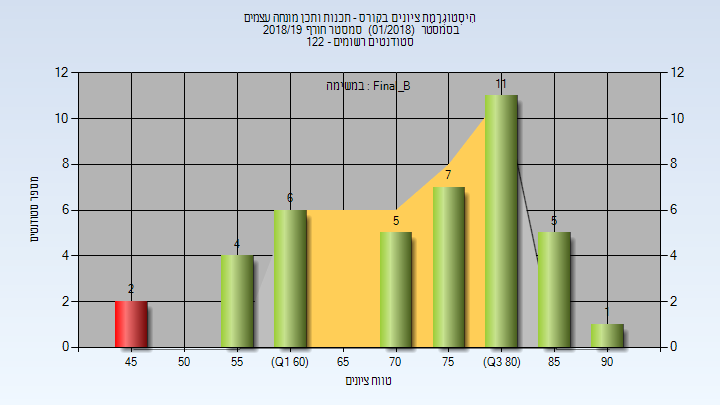 היסטוגרמת ציונים בקורס - תכנות ותכן מונחה עצמים
בסמסטר (01/2018) סמסטר חורף 2018/19
סטודנטים רשומים - 122
במשימה : Final_B
מספר סטודנטים
12 12
10 10
8 8
6 6
4 4
2 2
0 0
2 4 6 5 7 11 5 1
45 50 55 (Q1 60) 65 70 75 (Q3 80) 85 90
טווח ציונים